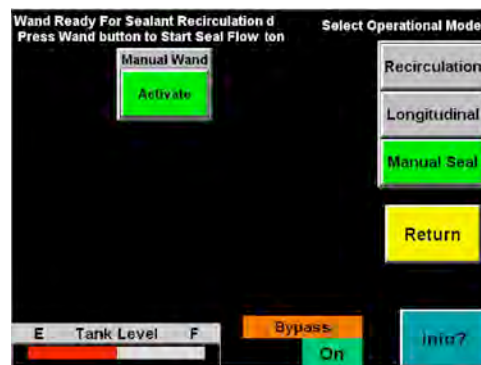 Wand Ready For Sealant Recirculation d
Press Wand button to Start Seal Flow ton
Select Operational Mode
Manual Wand
Activate
Recirculation
Longitudinal
Manual Seal
Return
E Tank Level F
Bypass
On
Info?